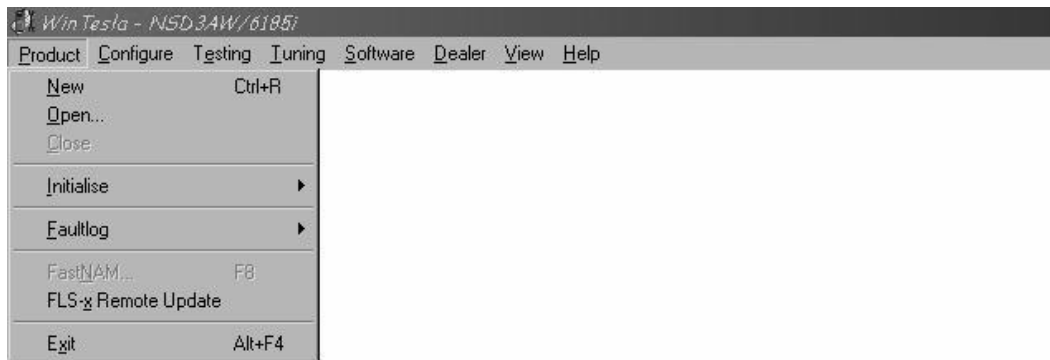 WinTesla - NSD3AW/6185i
Product Configure Testing Tuning Software Dealer View Help
New Ctrl+R
Open...
Close
Initialise
Faultlog
FastNAM... F8
FLS-x Remote Update
Exit Alt+F4